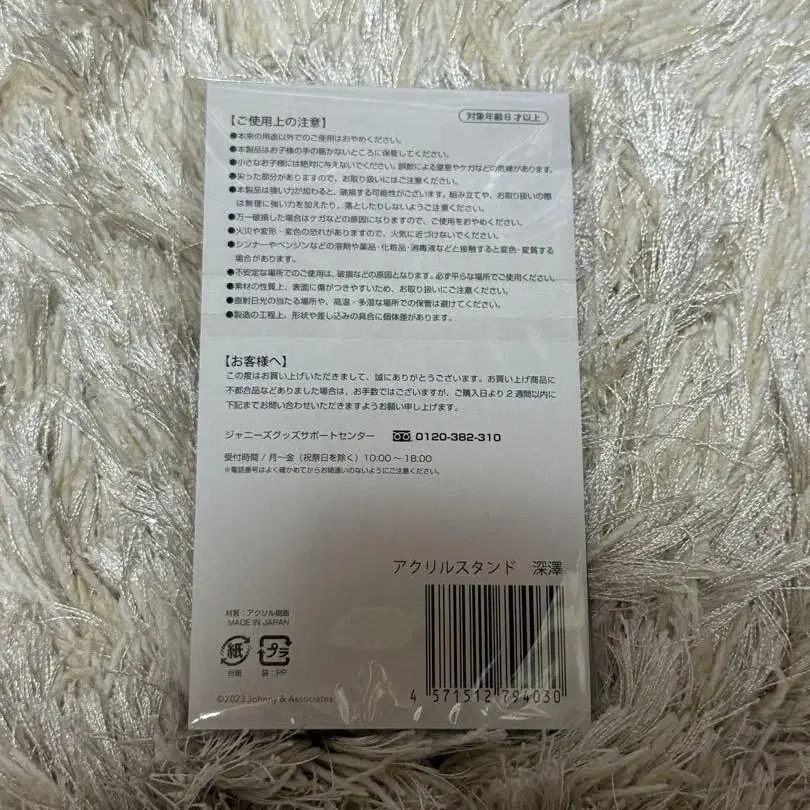 【ご使用上の注意】
対象年齢8才以上
●本来の用途以外でのご使用はおやめください。
●本製品はお子様の手の届かないところに保管してください。
●小さなお子様には絶対に与えないでください。誤飲による窒息やケガなどの危険があります。
●尖った部分がありますので、お取り扱いにはご注意ください。
●本製品は強い力が加わると、破損する可能性がございます。組み立てや、お取り扱いの際
は無理に強い力を加えたり、落としたりしないようご注意ください。
●万一破損した場合はケガなどの原因になりますので、ご使用をおやめください。
●火災や変形・変色の恐れがありますので、火気に近づけないでください。
●シンナーやベンジンなどの溶剤や薬品・化粧品・消毒液などと接触すると変色・変質する
場合があります。
●不安定な場所でのご使用は、破損などの原因となります。必ず平らな場所でご使用ください。
●素材の性質上、表面に傷がつきやすいため、お取り扱いにご注意ください。
●直射日光の当たる場所や、高温・多湿な場所での保管は避けてください。
●製造の工程上、形状や差し込みの具合に個体差があります。
【お客様へ】
この度はお買い上げいただきまして、誠にありがとうございます。お買い上げ商品に
不都合品などありました場合は、お手数ではございますが、ご購入日より2週間以内に
下記までお問い合わせいただきますようお願い申し上げます。
ジャニーズグッズサポートセンター 0120-382-310
受付時間/月～金(祝祭日を除く)10:00～18:00
※電話番号はよく確かめてからお間違いのないようにご注意ください。
アクリルスタンド 深澤
材質:アクリル樹脂
MADE IN JAPAN
紙 プラ
台紙 袋:PP
©2023 Johnny & Associates
4 571512 794030